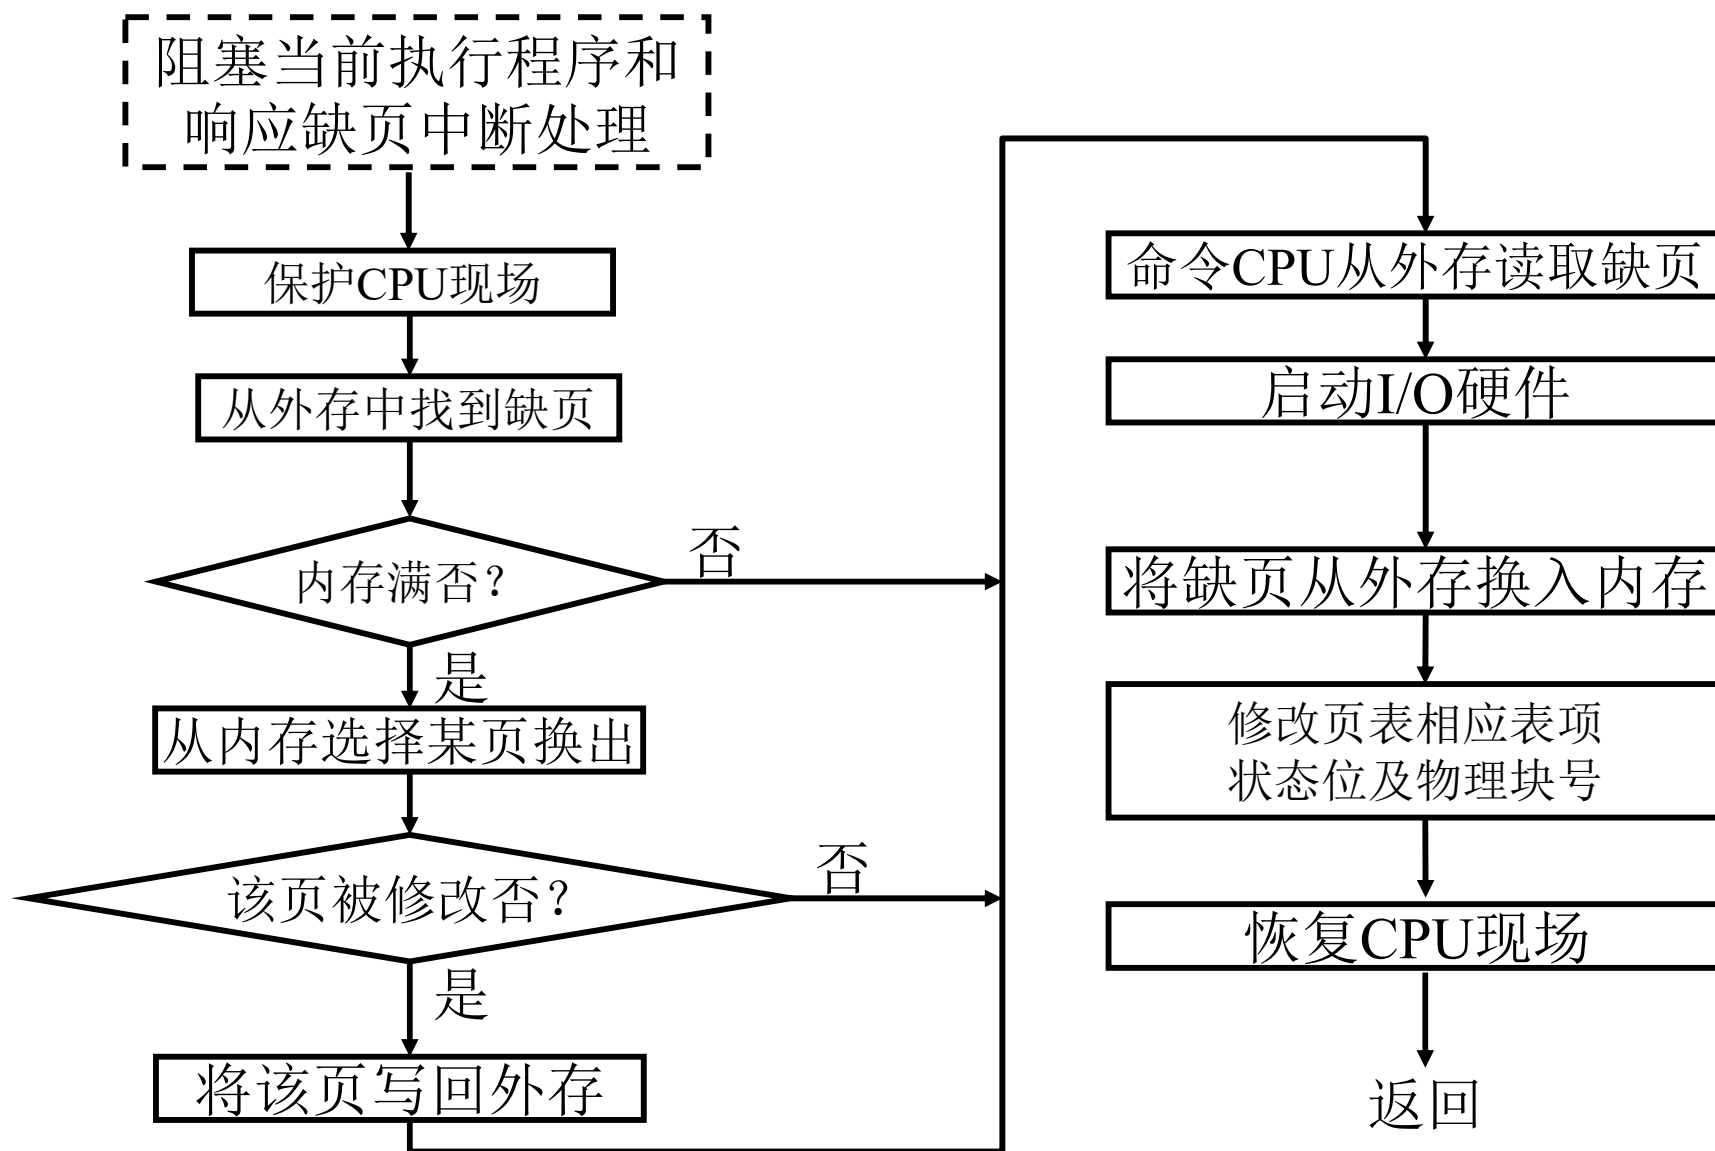 阻塞当前执行程序和
响应缺页中断处理
保护CPU现场
从外存中找到缺页
内存满否？
否
是
从内存选择某页换出
该页被修改否？
否
是
将该页写回外存
命令CPU从外存读取缺页
启动I/O硬件
将缺页从外存换入内存
修改页表相应表项
状态位及物理块号
恢复CPU现场
返回